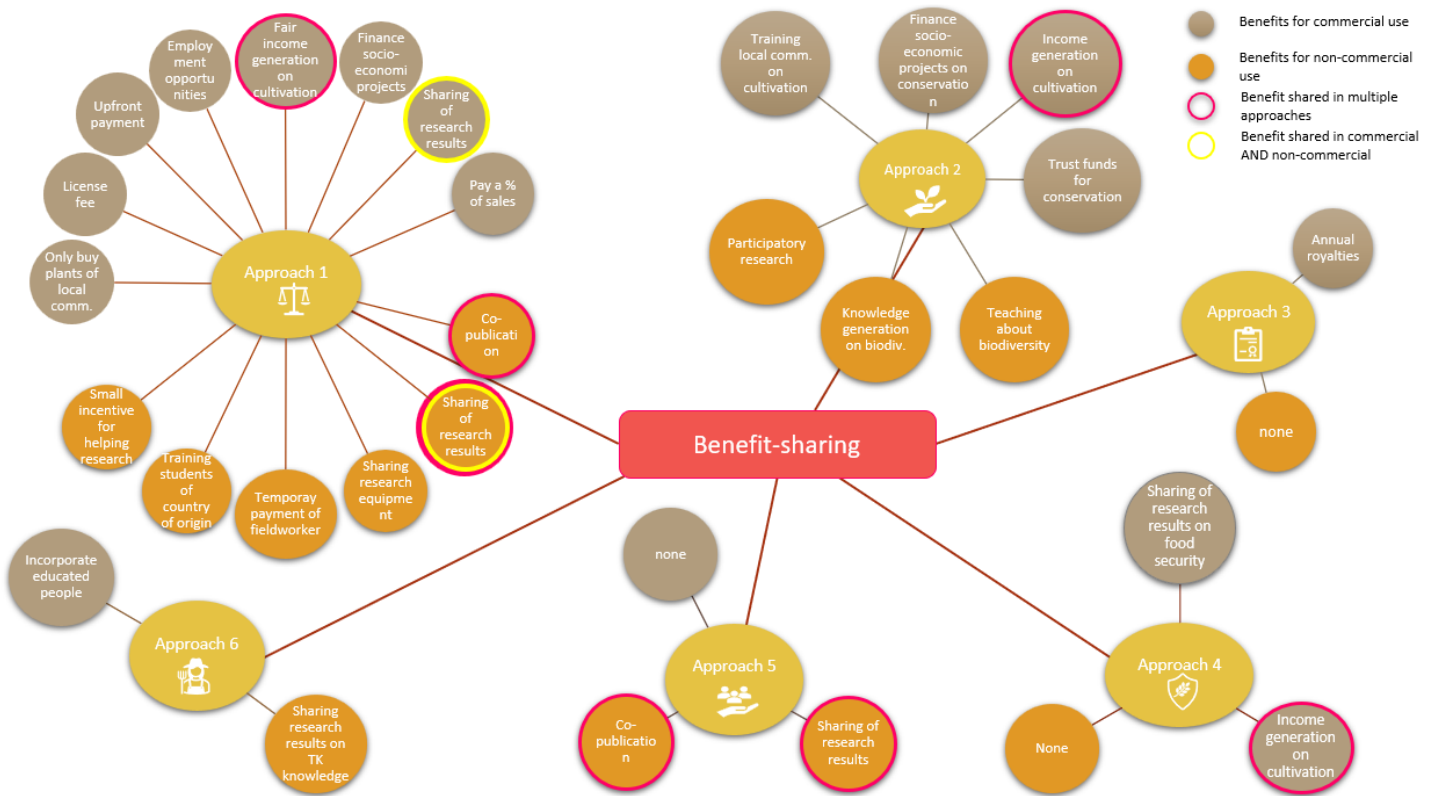 Fair
income
generation
on
cultivation
Employ
ment
opportu
nities
Finance
socio-
economi
projects
Upfront
payment
Sharing
of
research
results
License
fee
Pay a %
of sales
Only buy
plants of
local
comm.
Approach 1
Co-
publicati
on
Sharing
of
research
results
Small
incentive
for
helping
research
Training
students
of
country
of origin
Temporay
payment of
fieldworker
Sharing
research
equipme
nt
Training
local comm.
on
cultivation
Finance
socio-
economic
projects on
conservatio
n
Income
generation
on
cultivation
Approach 2
Trust funds
for
conservation
Participatory
research
Knowledge
generation
on biodiv.
Teaching
about
biodiversity
Benefits for commercial use
Benefits for non-commercial
use
Benefit shared in multiple
approaches
Benefit shared in commercial
AND non-commercial
Annual
royalties
Approach 3
none
Benefit-sharing
Sharing of
research
results on
food
security
Approach 4
None
Income
generation
on
cultivation
none
Approach 5
Co-
publicatio
n
Sharing of
research
results
Incorporate
educated
people
Approach 6
Sharing
research
results on
TK
knowledge